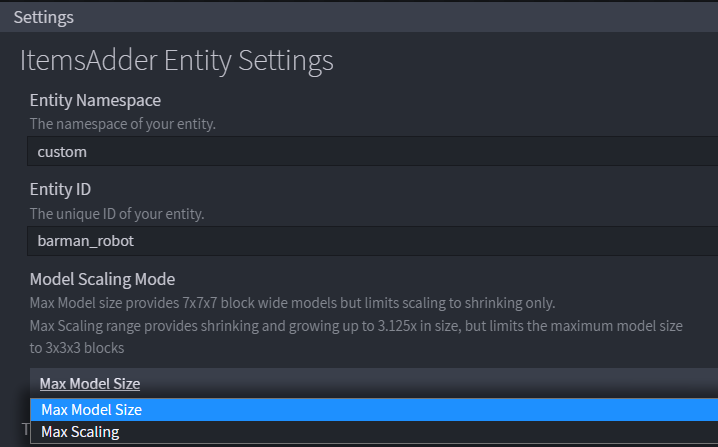 Settings
ItemsAdder Entity Settings
Entity Namespace
The namespace of your entity.
custom
Entity ID
The unique ID of your entity.
barman_robot
Model Scaling Mode
Max Model size provides 7x7x7 block wide models but limits scaling to shrinking only.
Max Scaling range provides shrinking and growing up to 3.125x in size, but limits the maximum model size
to 3x3x3 blocks
Max Model Size
Max Model Size
Max Scaling